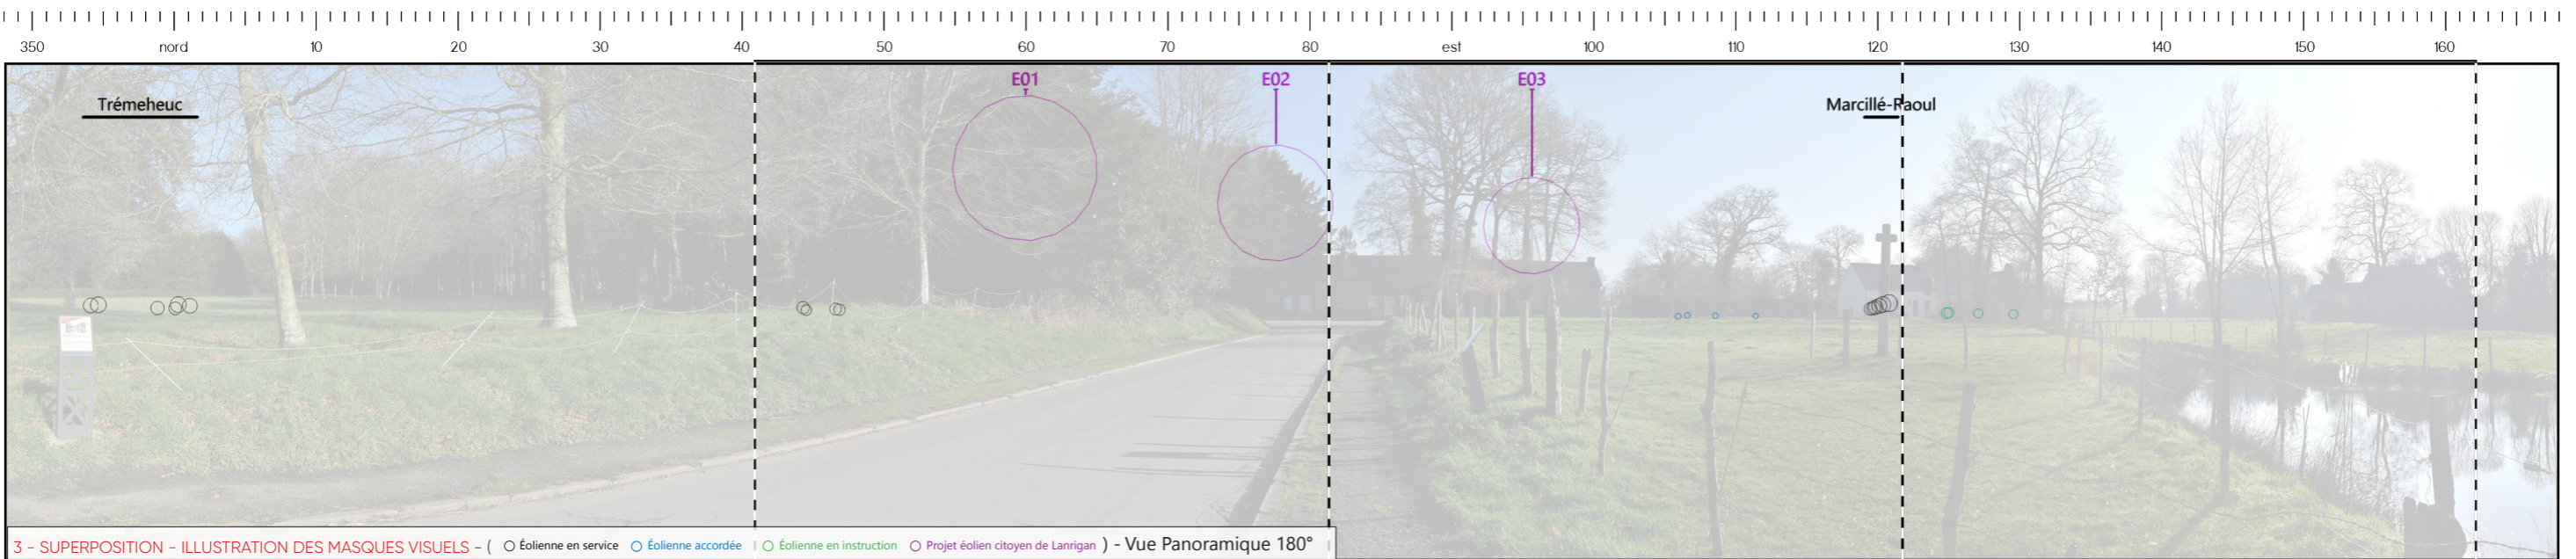 350 nord 10 20 30 40 50 60 70 80 est 100 110 120 130 140 150 160
E01 E02 E03
Trémeheuc Marcillé-Raoul
3 - SUPERPOSITION - ILLUSTRATION DES MASQUES VISUELS - ( Éolienne en service Éolienne accordée Éolienne en instruction Projet éolien citoyen de Lanrigan ) - Vue Panoramique 180°